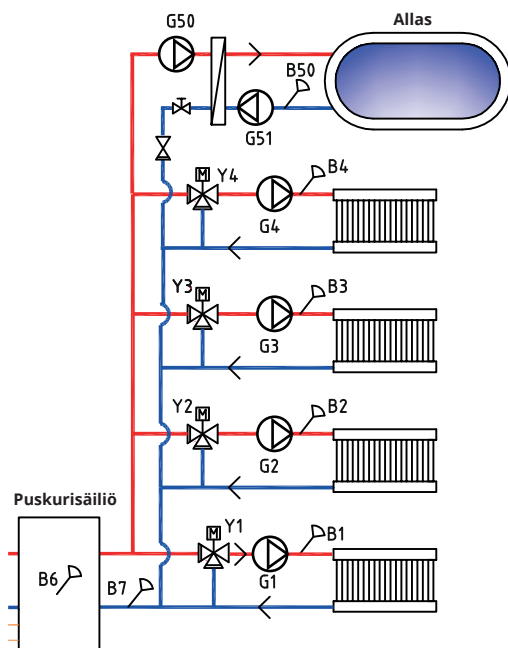 G50
Allas
B50
G51
Y4
B4
M
G4
Y3
B3
M
G3
Y2
B2
M
G2
Puskurisäiliö
Y1
B1
M
B6
B7
G1